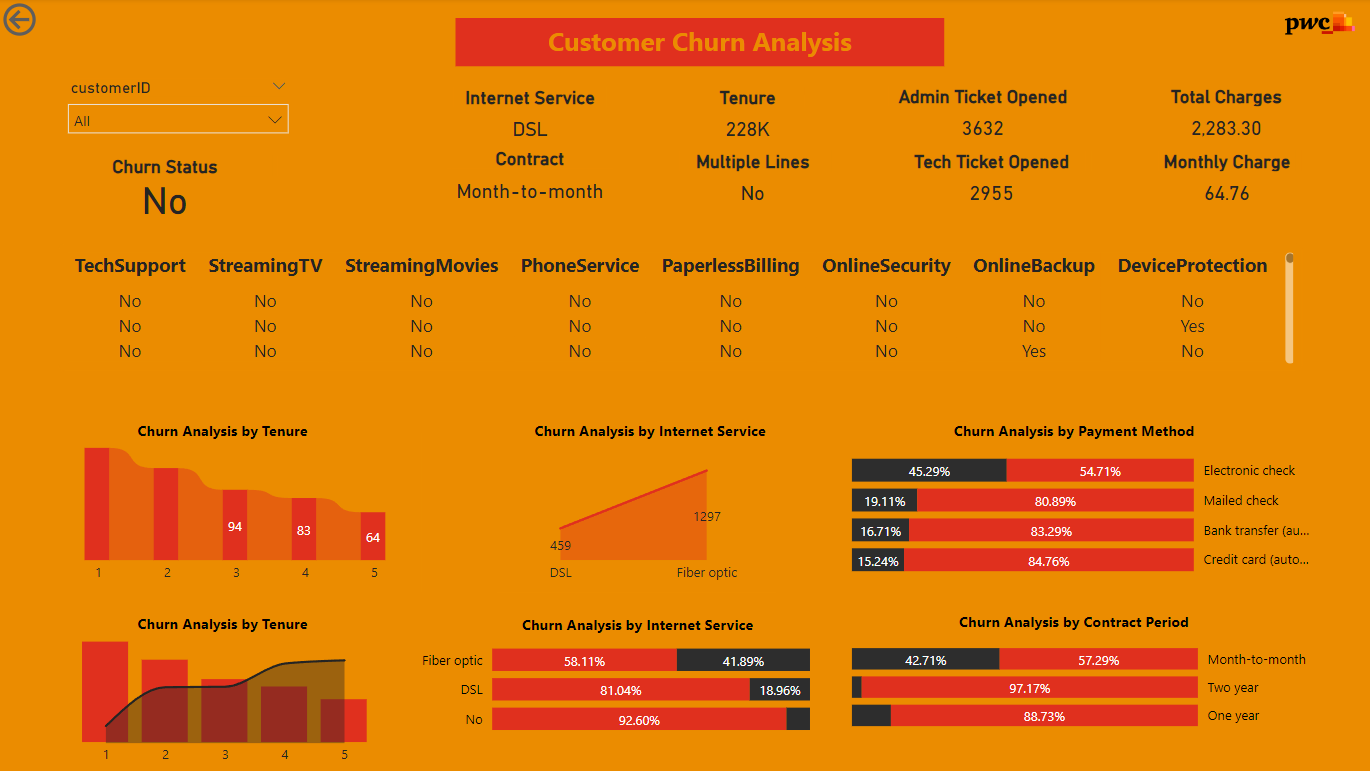 pwc
Customer Churn Analysis
customerID
All
Churn Status
No
Internet Service
DSL
Contract
Month-to-month
Tenure
228K
Multiple Lines
No
Admin Ticket Opened
3632
Tech Ticket Opened
2955
Total Charges
2,283.30
Monthly Charge
64.76
TechSupport StreamingTV StreamingMovies PhoneService PaperlessBilling OnlineSecurity OnlineBackup DeviceProtection
No No No No No No No No
No No No No No No No Yes
No No No No No No Yes No
Churn Analysis by Tenure
94 83 64
1 2 3 4 5
Churn Analysis by Internet Service
459 1297
DSL Fiber optic
Churn Analysis by Payment Method
45.29% 54.71% Electronic check
19.11% 80.89% Mailed check
16.71% 83.29% Bank transfer (au...
15.24% 84.76% Credit card (auto...
Churn Analysis by Tenure
1 2 3 4 5
Churn Analysis by Internet Service
Fiber optic 58.11% 41.89%
DSL 81.04% 18.96%
No 92.60%
Churn Analysis by Contract Period
42.71% 57.29% Month-to-month
97.17% Two year
88.73% One year